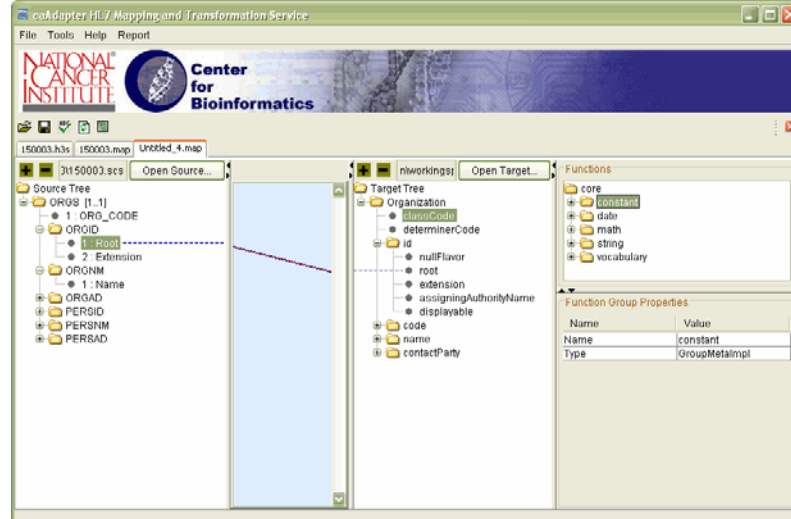 caAdapter HL7 Mapping and Transformation Service
File Tools Help Report
NATIONAL
CANCER
INSTITUTE
Center
for
Bioinformatics
150003.h3s 150003.map Untitled_4.map
3\150003.scs Open Source...
Open Target...
Functions
Source Tree
ORGS [1..1]
1 : ORG_CODE
ORGID
1 : Root
2 : Extension
ORGNM
1 : Name
ORGAD
PERSID
PERSNM
PERSAD
Target Tree
Organization
classCode
determinerCode
id
nullFlavor
root
extension
assigningAuthorityName
displayable
code
name
contactParty
core
constant
date
math
string
vocabulary
Function Group Properties
Name Value
Name constant
Type GroupMetaImpl